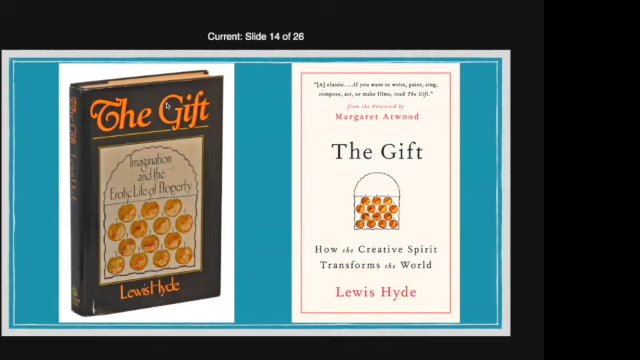 Current: Slide 14 of 26
The Gift
Imagination
and the
Erotic Life of Property
Lewis Hyde
The Gift
"[A] classic....If you want to write, paint, sing,
compose, act, or make films, read The Gift."
from the Foreword by
Margaret Atwood
The Gift
How the Creative Spirit
Transforms the World
Lewis Hyde